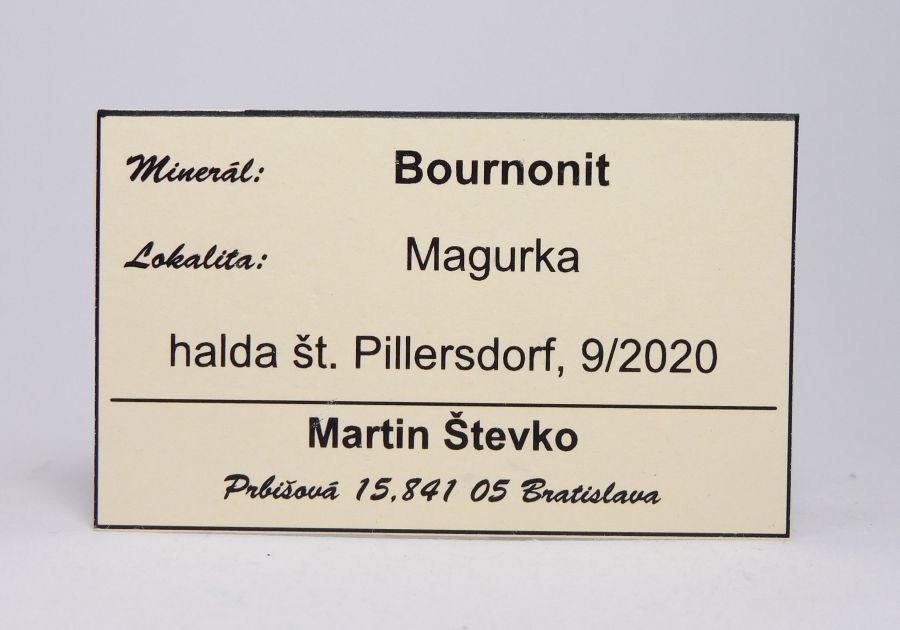 Minerál: Bournonit
Lokalita: Magurka
halda št. Pillersdorf, 9/2020
Martin Števko
Prbišová 15,841 05 Bratislava